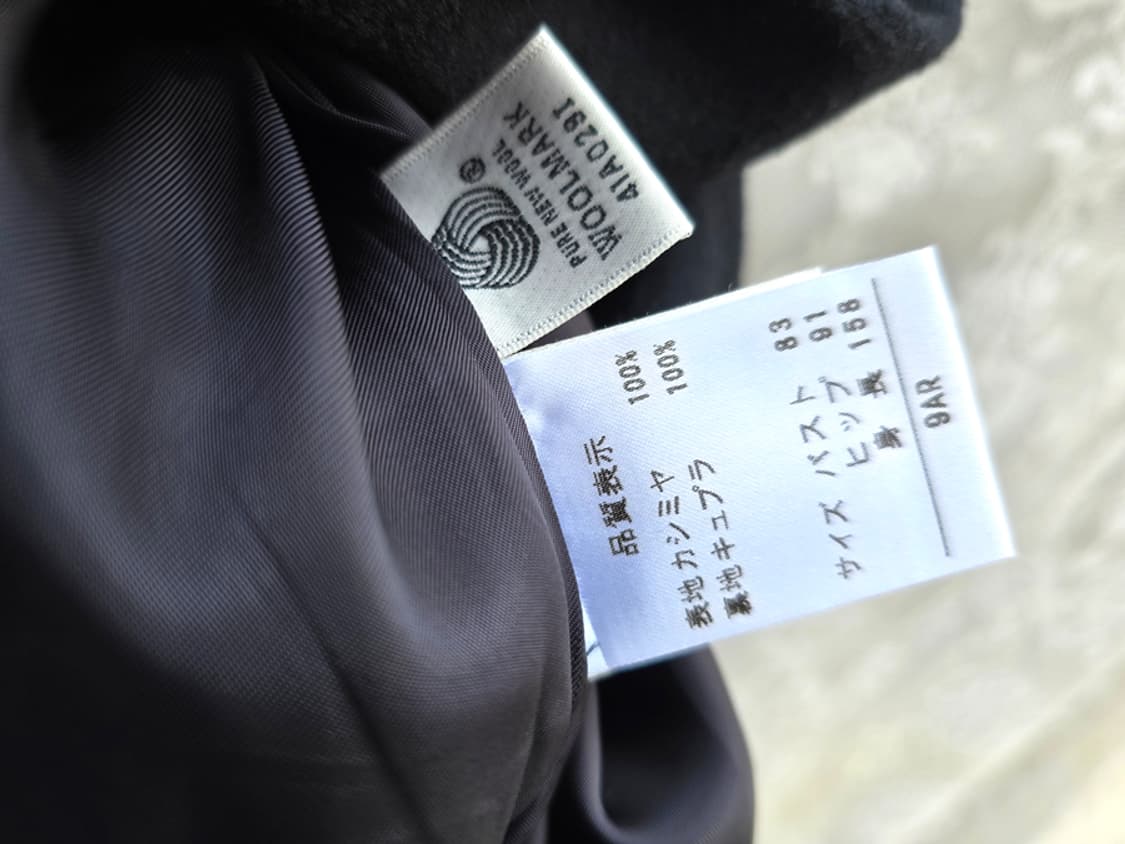 PURE NEW WOOL
WOOLMARK
41A029I
品質表示
表地カシミヤ 100%
裏地キュプラ 100%
サイズ バスト 83
ヒップ 91
身長 158
9AR